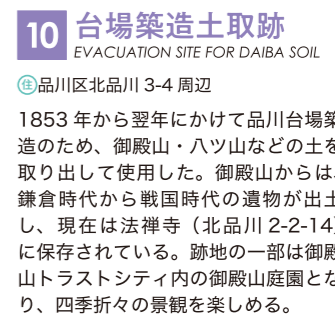 10 台場築造土取跡
EVACUATION SITE FOR DAIBA SOIL
住 品川区北品川 3-4 周辺
1853 年から翌年にかけて品川台場築
造のため、御殿山・八ツ山などの土を
取り出して使用した。御殿山からは、
鎌倉時代から戦国時代の遺物が出土
し、現在は法禅寺（北品川 2-2-14）
に保存されている。跡地の一部は御殿
山トラストシティ内の御殿山庭園とな
り、四季折々の景観を楽しめる。